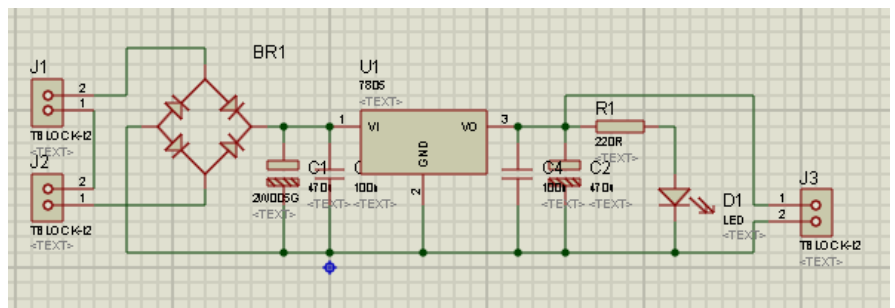 BR1
J1
2
1
TBLOCK-I2
<TEXT>
J2
2
1
TBLOCK-I2
<TEXT>
2W005G
<TEXT>
C1
470u
<TEXT>
100n
U1
7805
<TEXT>
1
VI
VO
3
GND
2
C4
100n
C2
470u
<TEXT>
R1
220R
<TEXT>
D1
LED
<TEXT>
J3
1
2
TBLOCK-I2
<TEXT>